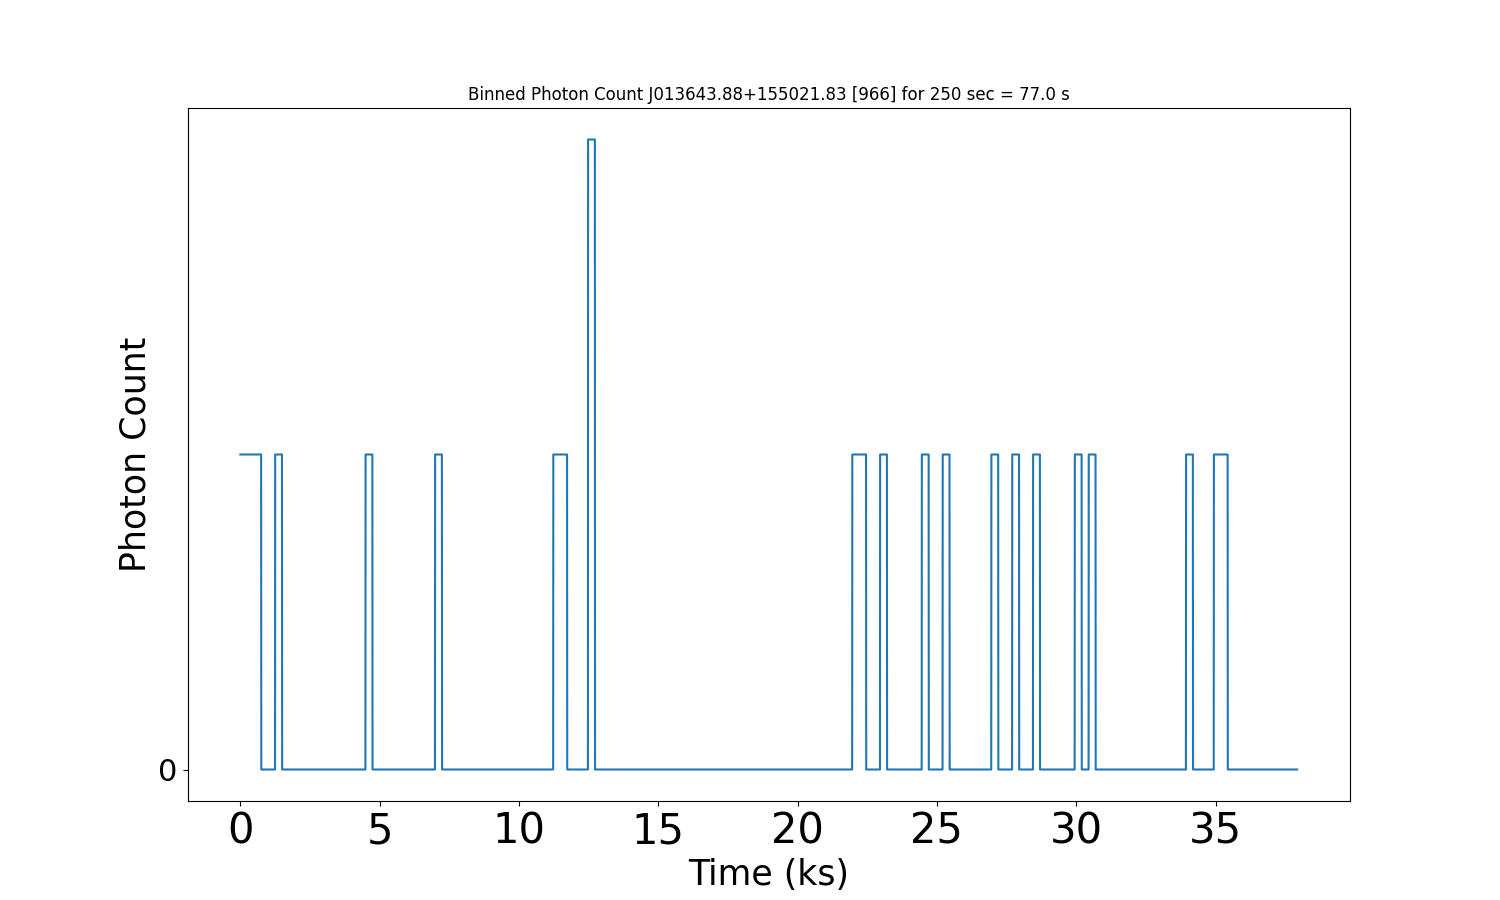 Binned Photon Count J013643.88+155021.83 [966] for 250 sec = 77.0 s
Photon Count
0
0 5 10 15 20 25 30 35
Time (ks)